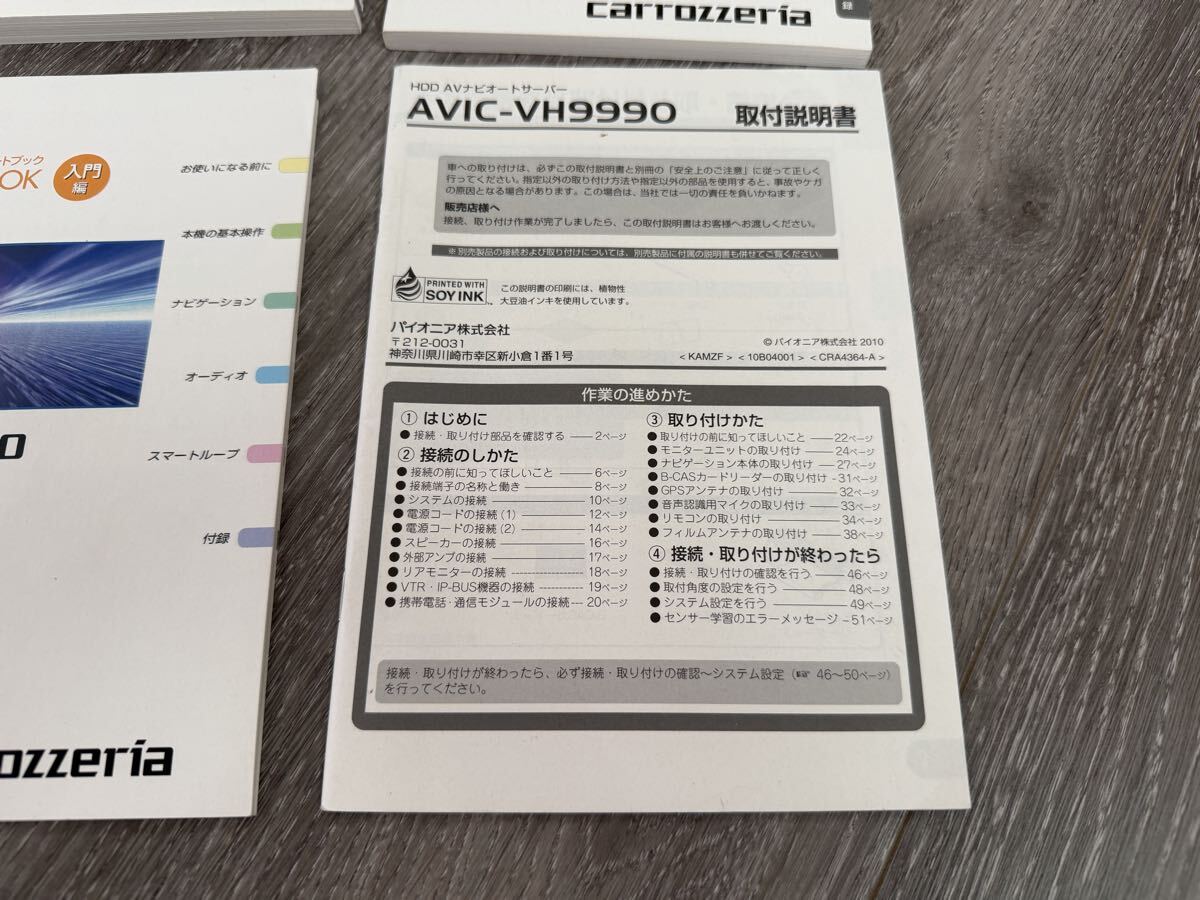 carrozzeria
録
ートブック
OK
入門
編
お使いになる前に
本機の基本操作
ナビゲーション
オーディオ
スマートループ
付録
ozzeria
HDD AVナビオートサーバー
AVIC-VH9990
取付説明書
車への取り付けは、必ずこの取付説明書と別冊の「安全上のご注意」に従って正しく
行ってください。指定以外の取り付け方法や指定以外の部品を使用すると、事故やケガ
の原因となる場合があります。この場合は、当社では一切の責任を負いかねます。
販売店様へ
接続、取り付け作業が完了しましたら、この取付説明書はお客様へお渡しください。
※別売製品の接続および取り付けについては、別売製品に付属の説明書も併せてご覧ください。
PRINTED WITH
SOY INK
この説明書の印刷には、植物性
大豆油インキを使用しています。
パイオニア株式会社
〒212-0031
神奈川県川崎市幸区新小倉1番1号
© パイオニア株式会社 2010
< KAMZF > < 10B04001 > < CRA4364-A >
作業の進めかた
① はじめに
● 接続・取り付け部品を確認する 2ページ
② 接続のしかた
● 接続の前に知ってほしいこと 6ページ
● 接続端子の名称と働き 8ページ
● システムの接続 10ページ
● 電源コードの接続(1) 12ページ
● 電源コードの接続(2) 14ページ
● スピーカーの接続 16ページ
● 外部アンプの接続 17ページ
● リアモニターの接続 18ページ
● VTR・IP-BUS機器の接続 19ページ
● 携帯電話・通信モジュールの接続 20ページ
③ 取り付けかた
● 取り付けの前に知ってほしいこと 22ページ
● モニターユニットの取り付け 24ページ
● ナビゲーション本体の取り付け 27ページ
● B-CASカードリーダーの取り付け 31ページ
● GPSアンテナの取り付け 32ページ
● 音声認識用マイクの取り付け 33ページ
● リモコンの取り付け 34ページ
● フィルムアンテナの取り付け 38ページ
④ 接続・取り付けが終わったら
● 接続・取り付けの確認を行う 46ページ
● 取付角度の設定を行う 48ページ
● システム設定を行う 49ページ
● センサー学習のエラーメッセージ 51ページ
接続・取り付けが終わったら、必ず接続・取り付けの確認〜システム設定(☞ 46〜50ページ)
を行ってください。